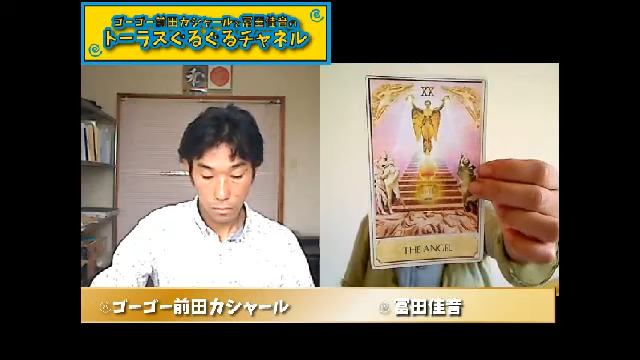 ゴーゴー前田カシャールと冨田佳音の
トーラスぐるぐるチャネル
XX
THE ANGEL
ゴーゴー前田カシャール
冨田佳音